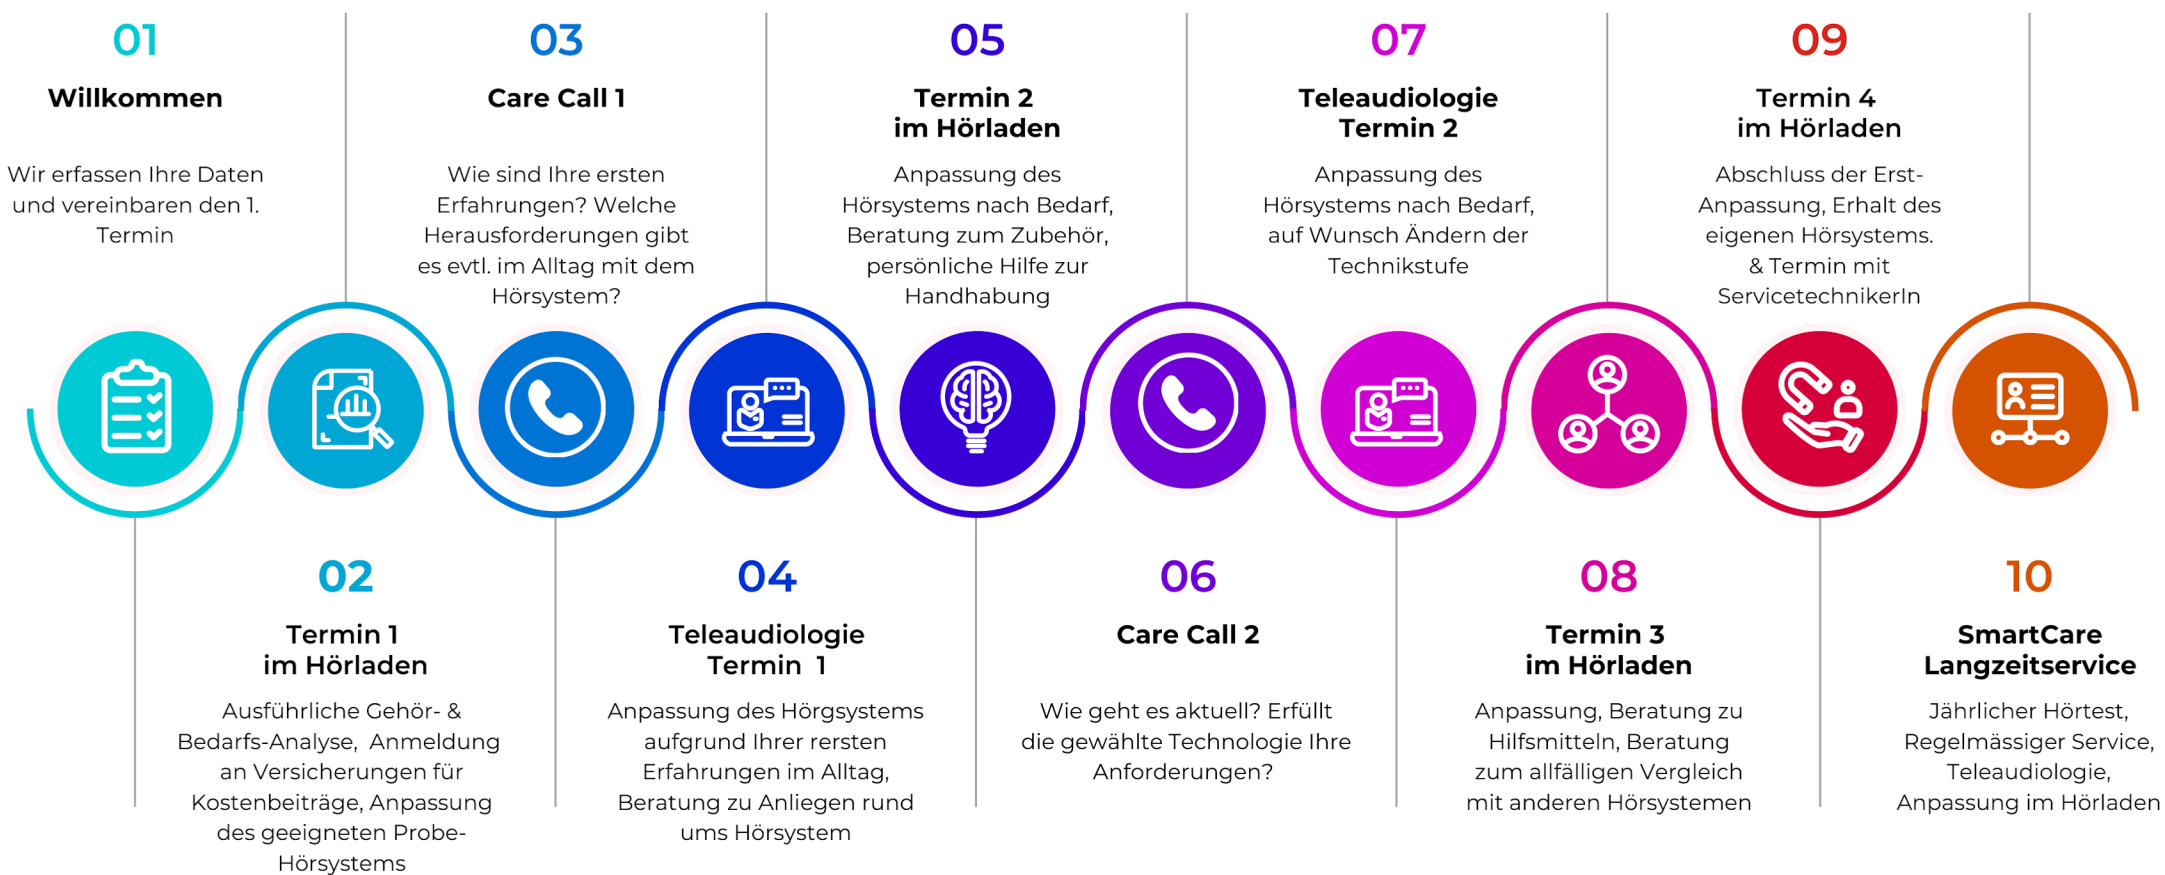 01
Willkommen
Wir erfassen Ihre Daten
und vereinbaren den 1.
Termin
02
Termin 1
im Hörladen
Ausführliche Gehör- &
Bedarfs-Analyse, Anmeldung
an Versicherungen für
Kostenbeiträge, Anpassung
des geeigneten Probe-
Hörsystems
03
Care Call 1
Wie sind Ihre ersten
Erfahrungen? Welche
Herausforderungen gibt
es evtl. im Alltag mit dem
Hörsystem?
04
Teleaudiologie
Termin 1
Anpassung des Hörgsystems
aufgrund Ihrer rersten
Erfahrungen im Alltag,
Beratung zu Anliegen rund
ums Hörsystem
05
Termin 2
im Hörladen
Anpassung des
Hörsystems nach Bedarf,
Beratung zum Zubehör,
persönliche Hilfe zur
Handhabung
06
Care Call 2
Wie geht es aktuell? Erfüllt
die gewählte Technologie Ihre
Anforderungen?
07
Teleaudiologie
Termin 2
Anpassung des
Hörsystems nach Bedarf,
auf Wunsch Ändern der
Technikstufe
08
Termin 3
im Hörladen
Anpassung, Beratung zu
Hilfsmitteln, Beratung
zum allfälligen Vergleich
mit anderen Hörsystemen
09
Termin 4
im Hörladen
Abschluss der Erst-
Anpassung, Erhalt des
eigenen Hörsystems.
& Termin mit
ServicetechnikerIn
10
SmartCare
Langzeitservice
Jährlicher Hörtest,
Regelmässiger Service,
Teleaudiologie,
Anpassung im Hörladen